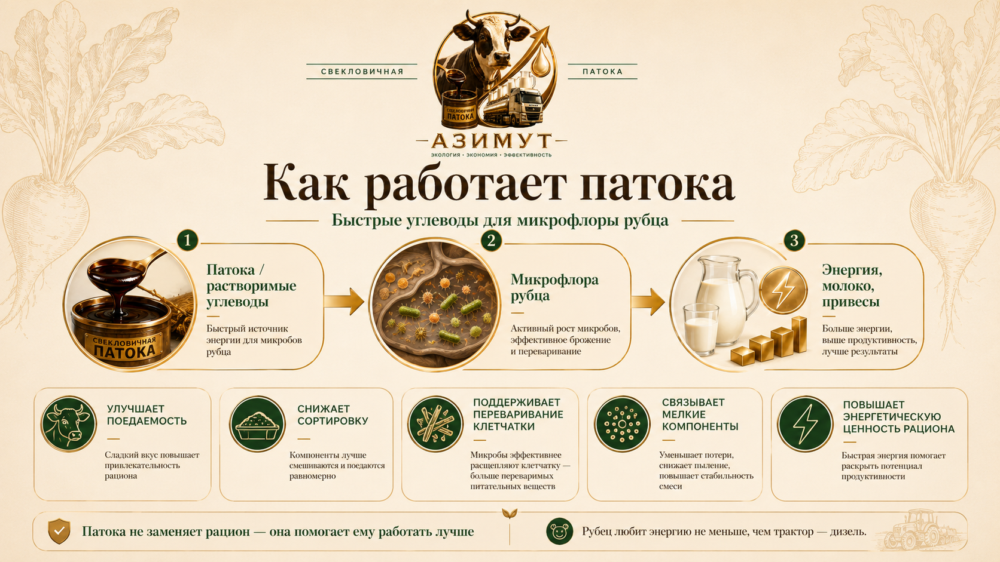 СВЕКЛОВИЧНАЯ
ПАТОКА
СВЕКЛОВИЧНАЯ
ПАТОКА
АЗИМУТ
ЭКОЛОГИЯ • ЭКОНОМИЯ • ЭФФЕКТИВНОСТЬ
Как работает патока
Быстрые углеводы для микрофлоры рубца
1
СВЕКЛОВИЧНАЯ
ПАТОКА
Патока /
растворимые
углеводы
Быстрый источник
энергии для микробов
рубца
2
Микрофлора
рубца
Активный рост микробов,
эффективное брожение
и переваривание
3
Энергия,
молоко,
привесы
Больше энергии,
выше продуктивность,
лучше результаты
УЛУЧШАЕТ
ПОЕДАЕМОСТЬ
Сладкий вкус повышает
привлекательность
рациона
СНИЖАЕТ
СОРТИРОВКУ
Компоненты лучше
смешиваются и поедаются
равномерно
ПОДДЕРЖИВАЕТ
ПЕРЕВАРИВАНИЕ
КЛЕТЧАТКИ
Микробы эффективнее
расщепляют клетчатку —
больше переваримых
питательных веществ
СВЯЗЫВАЕТ
МЕЛКИЕ
КОМПОНЕНТЫ
Уменьшает потери,
снижает пыление,
повышает стабильность
смеси
ПОВЫШАЕТ
ЭНЕРГЕТИЧЕСКУЮ
ЦЕННОСТЬ РАЦИОНА
Быстрая энергия помогает
раскрыть потенциал
продуктивности
Патока не заменяет рацион — она помогает ему работать лучше
Рубец любит энергию не меньше, чем трактор — дизель.